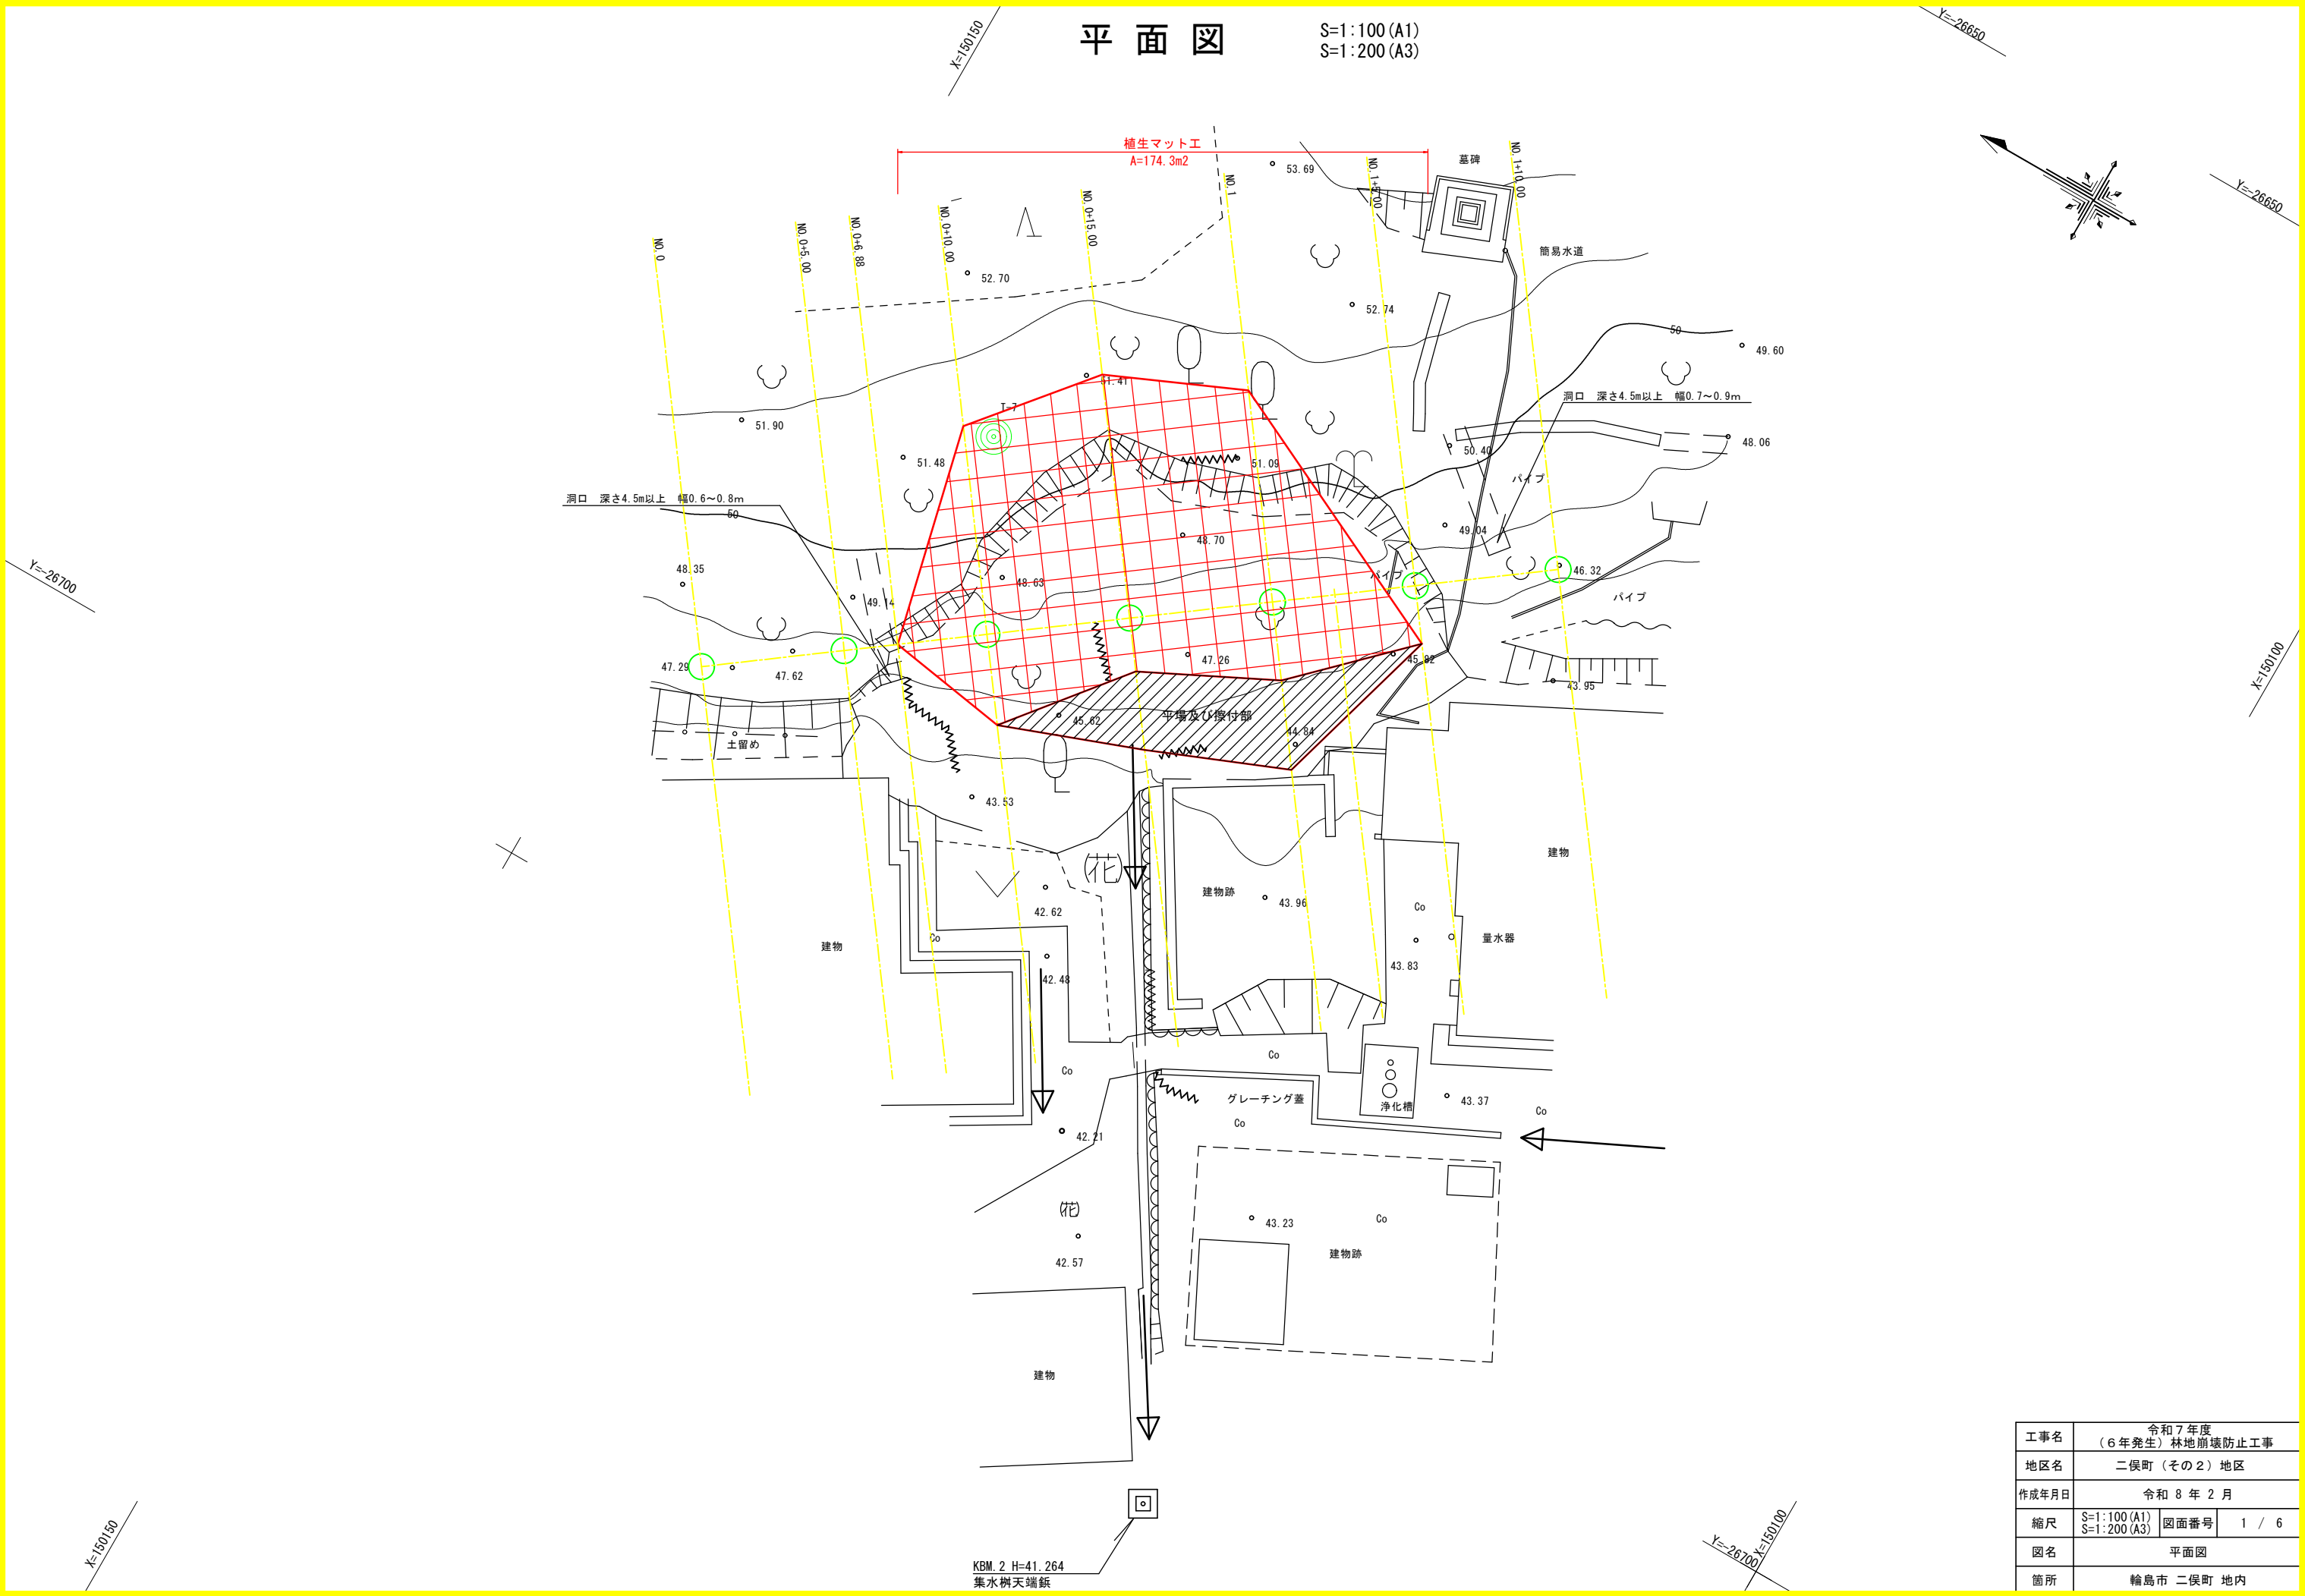 平面図
S=1:100(A1)
S=1:200(A3)
X=150150
Y=-26650
Y=-26650
植生マット工
A=174.3m2
NO.0
NO.0+5.00
NO.0+6.88
NO.0+10.00
NO.0+15.00
NO.1
NO.1+5.00
NO.1+10.00
53.69
墓碑
簡易水道
52.70
52.74
50
49.60
51.41
T-7
洞口 深さ4.5m以上 幅0.7～0.9m
51.90
51.48
51.09
50.40
48.06
パイプ
洞口 深さ4.5m以上 幅0.6～0.8m
50
49.04
48.70
Y=-26700
48.35
48.63
パイプ
46.32
49.14
パイプ
47.29
47.62
47.26
45.82
43.95
X=150100
45.62
平場及び擦付部
44.84
土留め
43.53
(花)
建物
建物跡
43.96
Co
42.62
建物
Co
量水器
42.48
43.83
Co
Co
グレーチング蓋
浄化槽
43.37
Co
Co
42.21
(花)
43.23
Co
建物跡
42.57
建物
KBM.2 H=41.264
集水桝天端鋲
X=150150
Y=-26700
X=150100
工事名 令和７年度
（６年発生）林地崩壊防止工事
地区名 二俣町（その２）地区
作成年月日 令和 8 年 2 月
縮尺 S=1:100(A1) 図面番号 1 / 6
S=1:200(A3)
図名 平面図
箇所 輪島市 二俣町 地内